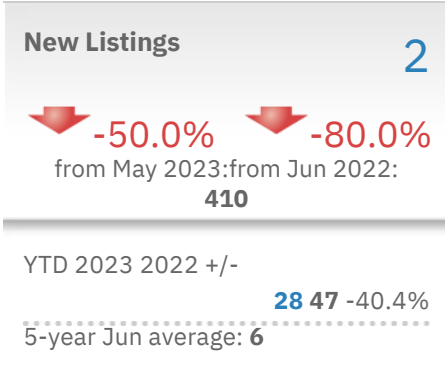 New Listings
2
-50.0% -80.0%
from May 2023:from Jun 2022:
410
YTD 2023 2022 +/-
28 47 -40.4%
5-year Jun average: 6